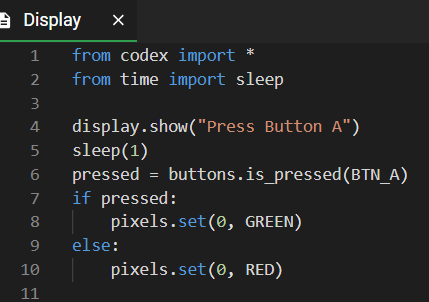 Display ×
1 from codex import *
2 from time import sleep
3
4 display.show("Press Button A")
5 sleep(1)
6 pressed = buttons.is_pressed(BTN_A)
7 if pressed:
8     pixels.set(0, GREEN)
9 else:
10     pixels.set(0, RED)
11